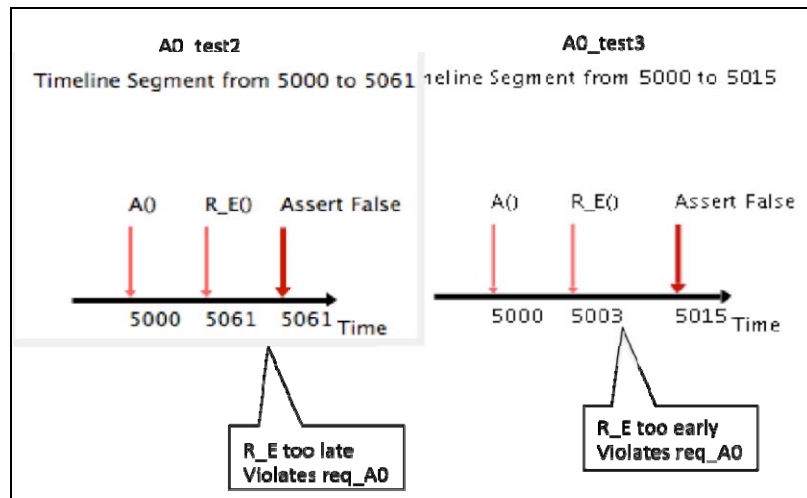 A0_test2
Timeline Segment from 5000 to 5061
A() R_E() Assert False
5000 5061 5061 Time
R_E too late
Violates req_A0
A0_test3
neline Segment from 5000 to 5015
A() R_E() Assert False
5000 5003 5015 Time
R_E too early
Violates req_A0